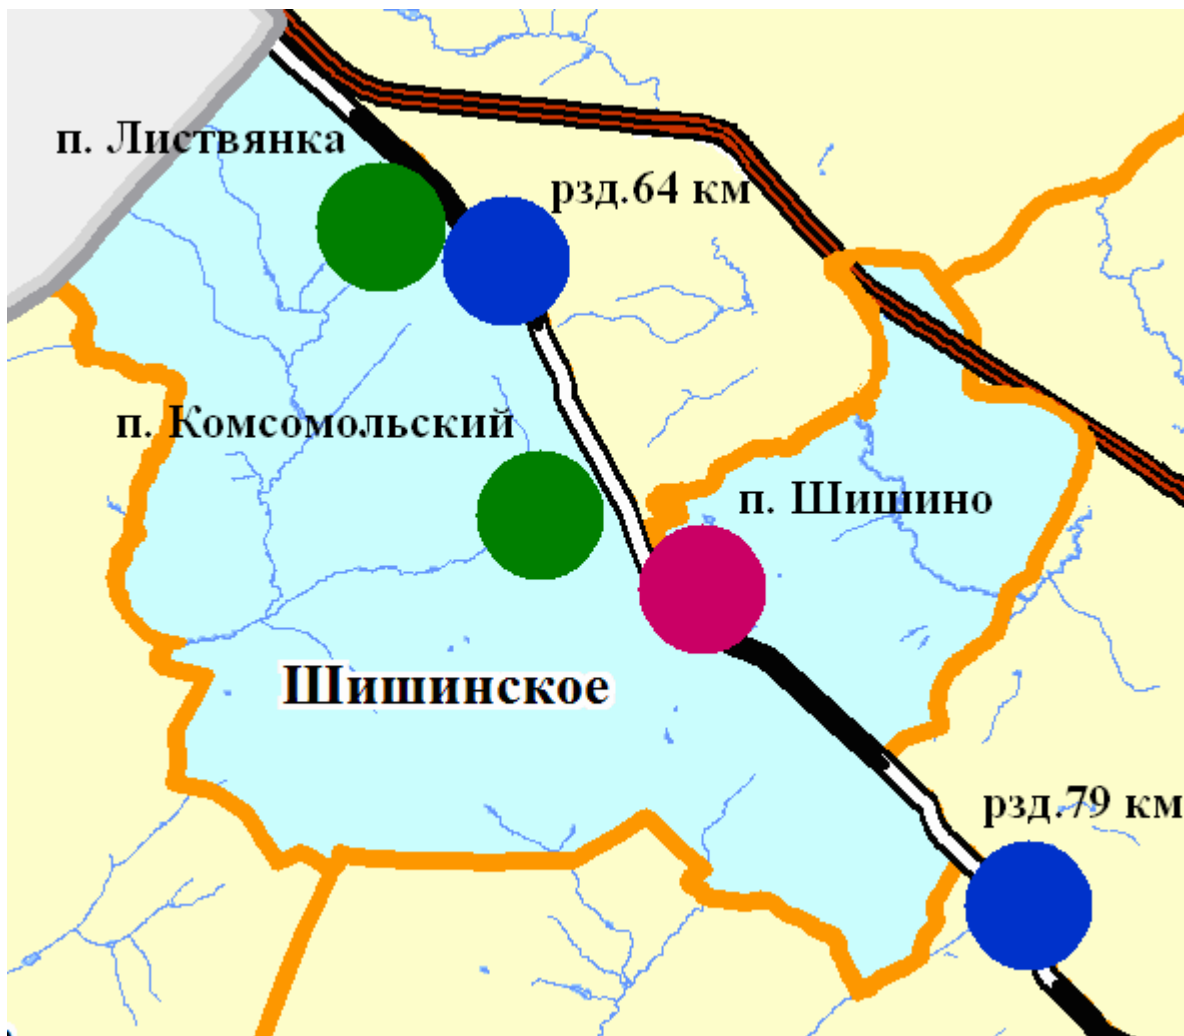 п. Листвянка
рзд.64 км
п. Комсомольский
п. Шишино
Шишинское
рзд.79 км